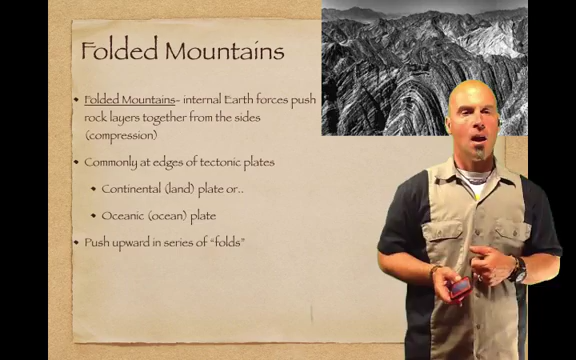 Folded Mountains
• Folded Mountains- internal Earth forces push
rock layers together from the sides
(compression)
• Commonly at edges of tectonic plates
• Continental (land) plate or..
• Oceanic (ocean) plate
• Push upward in series of “folds”